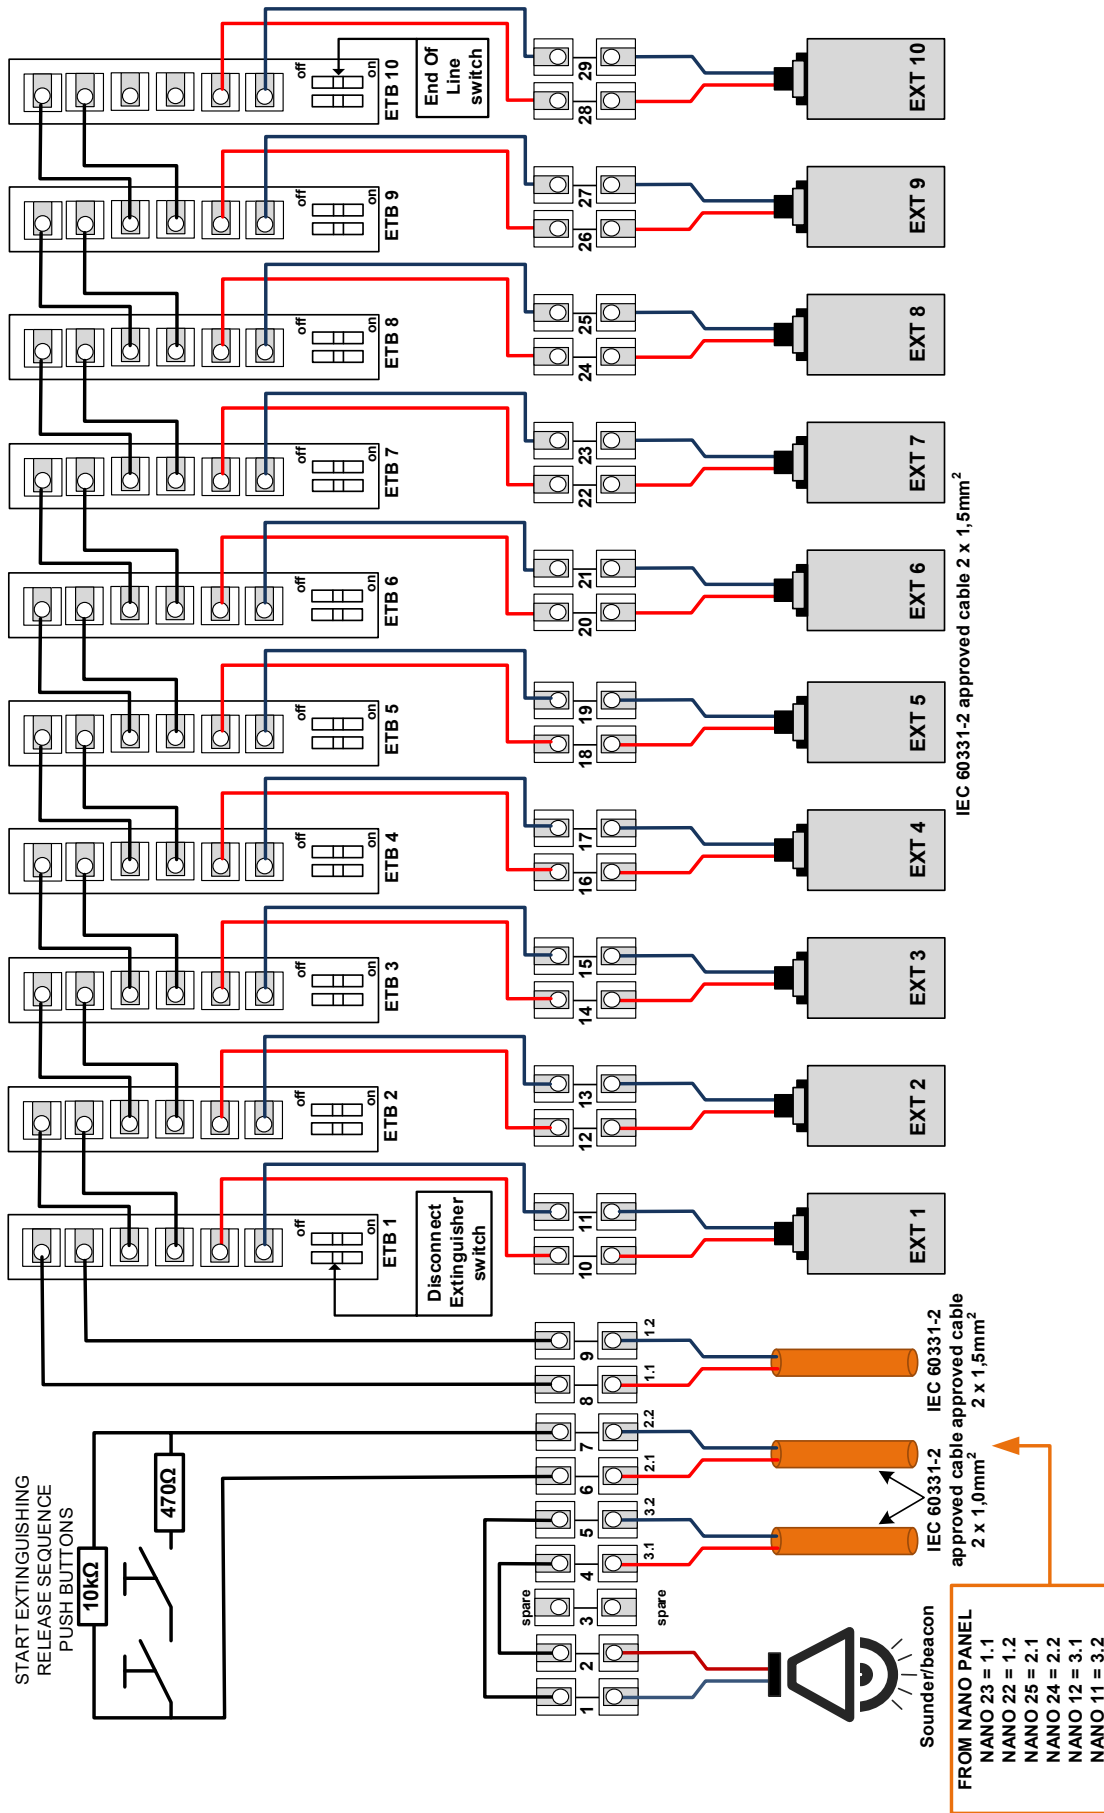 START EXTINGUISHING
RELEASE SEQUENCE
PUSH BUTTONS
10kΩ
470Ω
off
on
ETB 1
off
on
ETB 2
off
on
ETB 3
off
on
ETB 4
off
on
ETB 5
off
on
ETB 6
off
on
ETB 7
off
on
ETB 8
off
on
ETB 9
off
on
ETB 10
Disconnect
Extinguisher
switch
End Of
Line
switch
spare
1 2 3 4 5 6 7 8 9 10 11 12 13 14 15 16 17 18 19 20 21 22 23 24 25 26 27 28 29
spare
3.1 3.2 2.1 2.2 1.1 1.2
Sounder/beacon
IEC 60331-2
approved cable
2 x 1,0mm²
IEC 60331-2
approved cable
2 x 1,5mm²
EXT 1
EXT 2
EXT 3
EXT 4
EXT 5
EXT 6
EXT 7
EXT 8
EXT 9
EXT 10
IEC 60331-2 approved cable 2 x 1,5mm²
FROM NANO PANEL
NANO 23 = 1.1
NANO 22 = 1.2
NANO 25 = 2.1
NANO 24 = 2.2
NANO 12 = 3.1
NANO 11 = 3.2